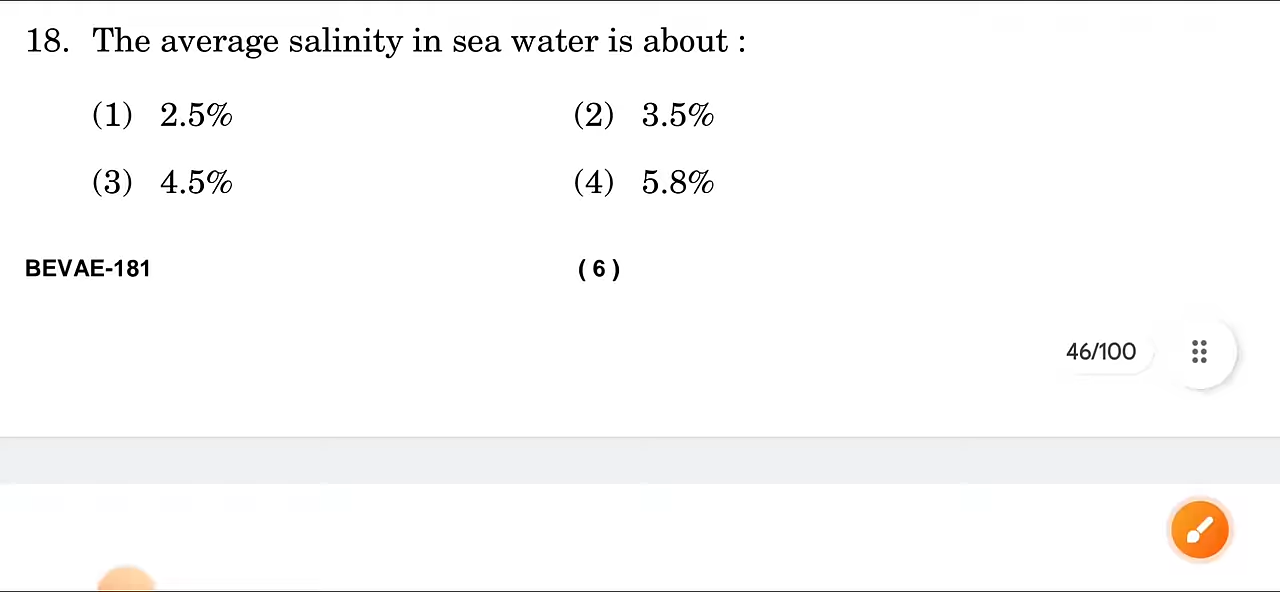 18. The average salinity in sea water is about :
(1) 2.5% (2) 3.5%
(3) 4.5% (4) 5.8%
BEVAE-181 ( 6 )
46/100